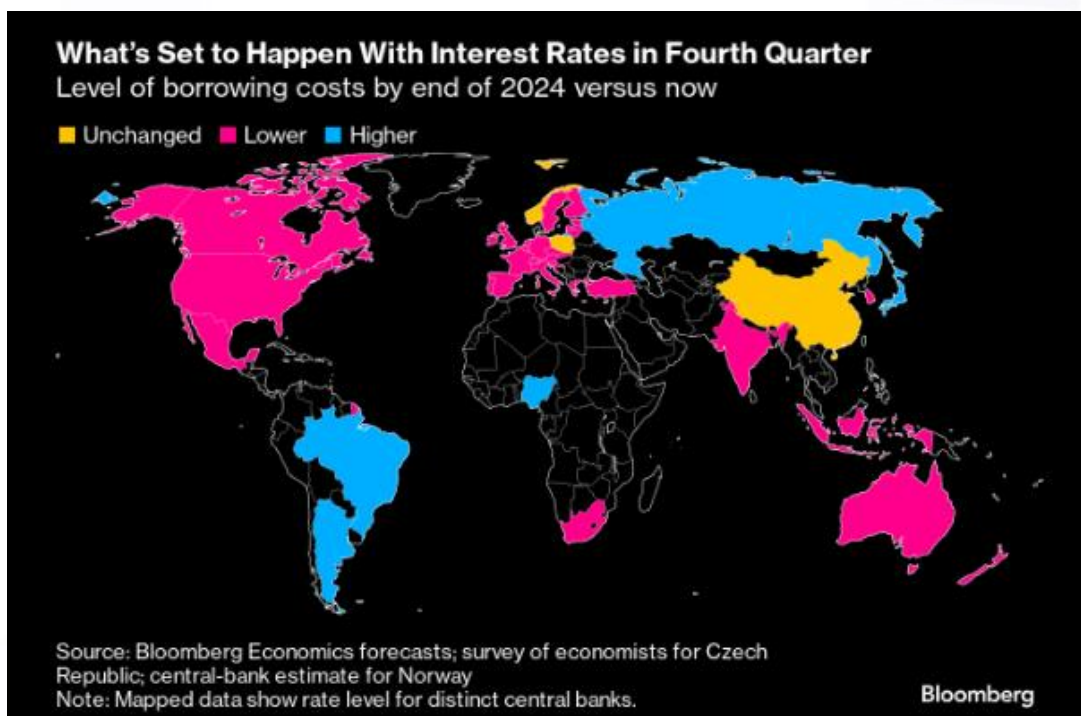 What's Set to Happen With Interest Rates in Fourth Quarter
Level of borrowing costs by end of 2024 versus now
Unchanged Lower Higher
Source: Bloomberg Economics forecasts; survey of economists for Czech
Republic; central-bank estimate for Norway
Note: Mapped data show rate level for distinct central banks.
Bloomberg